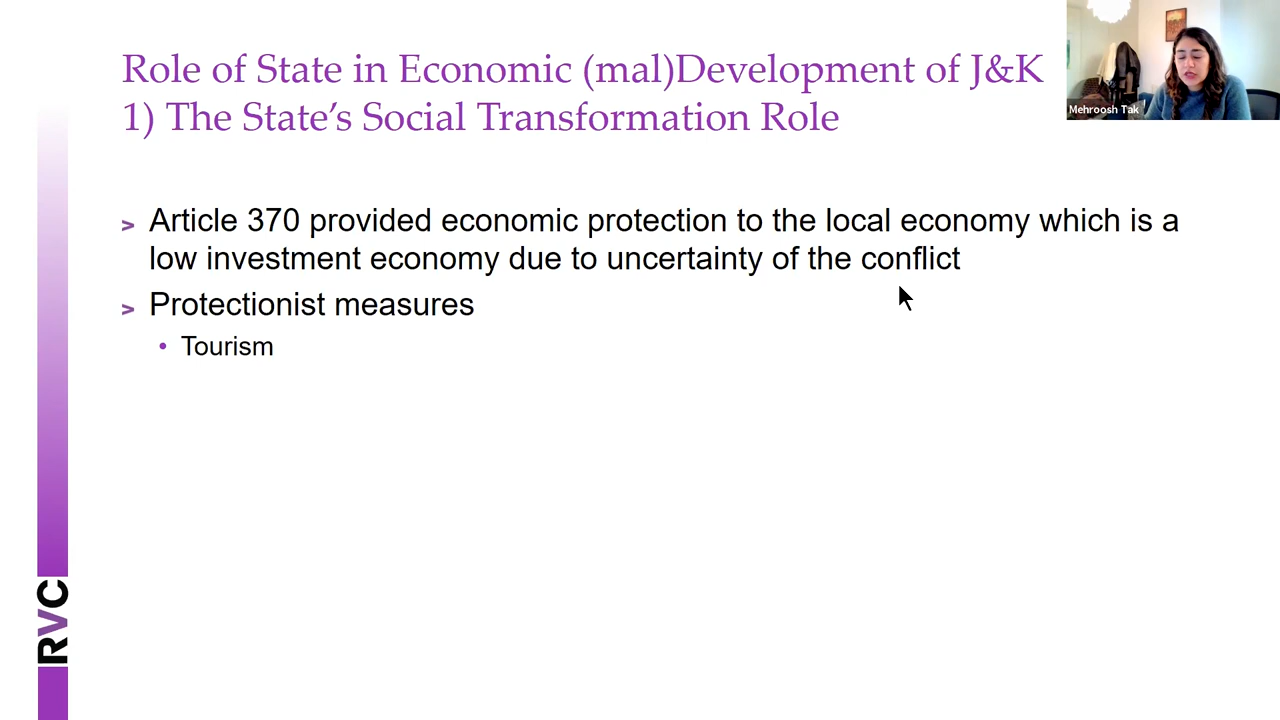 Role of State in Economic (mal)Development of J&K
1) The State’s Social Transformation Role
Mehroosh Tak
> Article 370 provided economic protection to the local economy which is a
low investment economy due to uncertainty of the conflict
> Protectionist measures
• Tourism
RVC